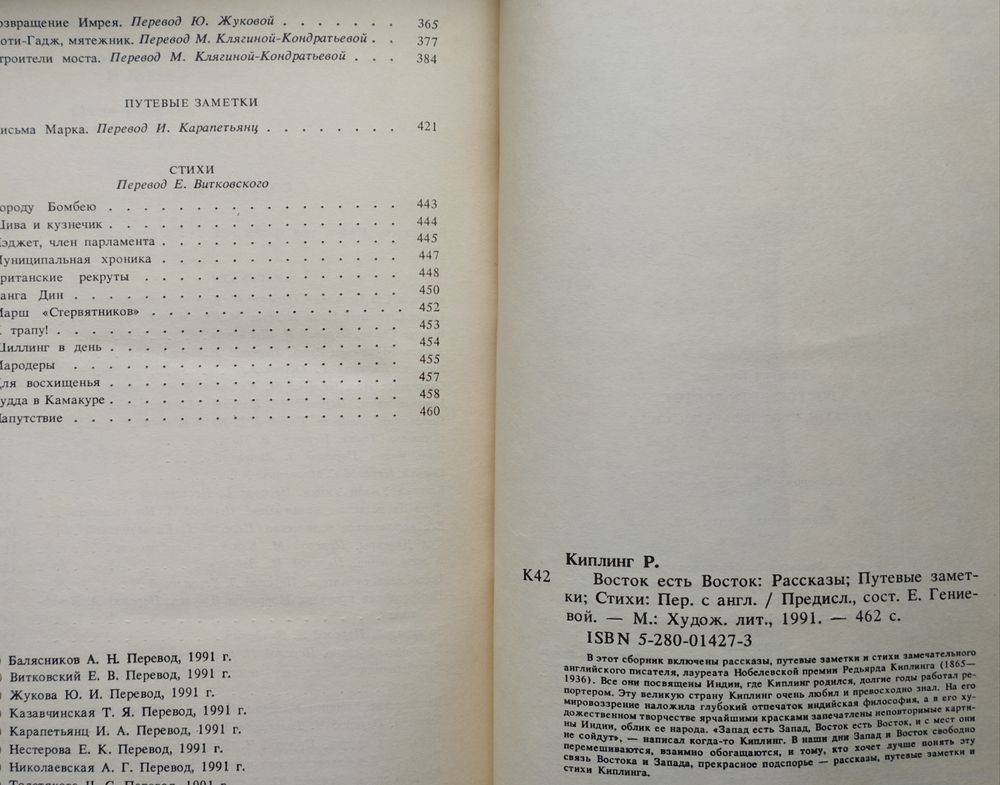 озвращение Имрея. Перевод Ю. Жуковой . . . . . . . 365
оти-Гадж, мятежник. Перевод М. Клягиной-Кондратьевой . . 377
троители моста. Перевод М. Клягиной-Кондратьевой . . . 384
ПУТЕВЫЕ ЗАМЕТКИ
исьма Марка. Перевод И. Карапетьянц . . . . . . . . 421
СТИХИ
Перевод Е. Витковского
ороду Бомбею . . . . . . . . . . . . . . . . . 443
Шива и кузнечик . . . . . . . . . . . . . . . . . 444
эджет, член парламента . . . . . . . . . . . . . . 445
Муниципальная хроника . . . . . . . . . . . . . . 447
ританские рекруты . . . . . . . . . . . . . . . 448
анга Дин . . . . . . . . . . . . . . . . . . . 450
Марш «Стервятников» . . . . . . . . . . . . . . 452
трапу! . . . . . . . . . . . . . . . . . . . . 453
Шиллинг в день . . . . . . . . . . . . . . . . . 454
Мародеры . . . . . . . . . . . . . . . . . . . 455
ля восхищенья . . . . . . . . . . . . . . . . . 457
удда в Камакуре . . . . . . . . . . . . . . . . . 458
апутствие . . . . . . . . . . . . . . . . . . . 460
Балясников А. Н. Перевод, 1991 г.
Витковский Е. В. Перевод, 1991 г.
Жукова Ю. И. Перевод, 1991 г.
Казавчинская Т. Я. Перевод, 1991 г.
Карапетьянц И. А. Перевод, 1991 г.
Нестерова Е. К. Перевод, 1991 г.
Николаевская А. Г. Перевод, 1991 г.
Киплинг Р.
К42 Восток есть Восток: Рассказы; Путевые замет-
ки; Стихи: Пер. с англ. / Предисл., сост. Е. Гение-
вой. — М.: Худож. лит., 1991. — 462 с.
ISBN 5-280-01427-3
В этот сборник включены рассказы, путевые заметки и стихи замечательного
английского писателя, лауреата Нобелевской премии Редьярда Киплинга (1865—
1936). Все они посвящены Индии, где Киплинг родился, долгие годы работал ре-
портером. Эту великую страну Киплинг очень любил и превосходно знал. На его
мировоззрение наложила глубокий отпечаток индийская философия, а в его ху-
дожественном творчестве ярчайшими красками запечатлены неповторимые карти-
ны Индии, облик ее народа. «Запад есть Запад, Восток есть Восток, и с мест они
не сойдут», — написал когда-то Киплинг. В наши дни Запад и Восток свободно
перемешиваются, взаимно обогащаются, и тому, кто хочет лучше понять эту
связь Востока и Запада, прекрасное подспорье — рассказы, путевые заметки и
стихи Киплинга.